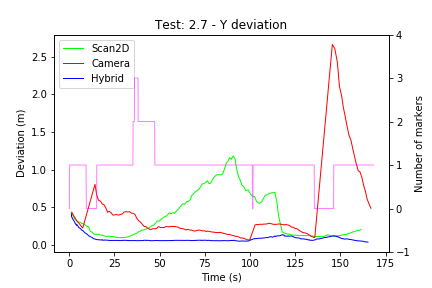 Test: 2.7 - Y deviation
Scan2D
Camera
Hybrid
Deviation (m)
2.5
2.0
1.5
1.0
0.5
0.0
4
3
2
1
0
−1
Number of markers
0 25 50 75 100 125 150 175
Time (s)